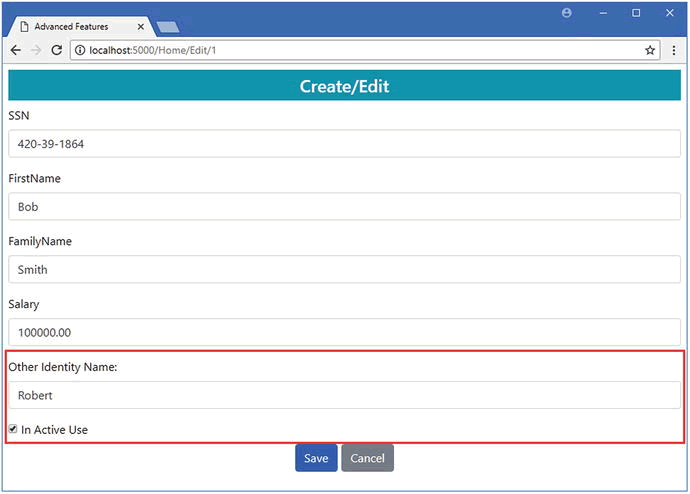 Advanced Features
localhost:5000/Home/Edit/1
Create/Edit
SSN
420-39-1864
FirstName
Bob
FamilyName
Smith
Salary
100000.00
Other Identity Name:
Robert
In Active Use
Save Cancel